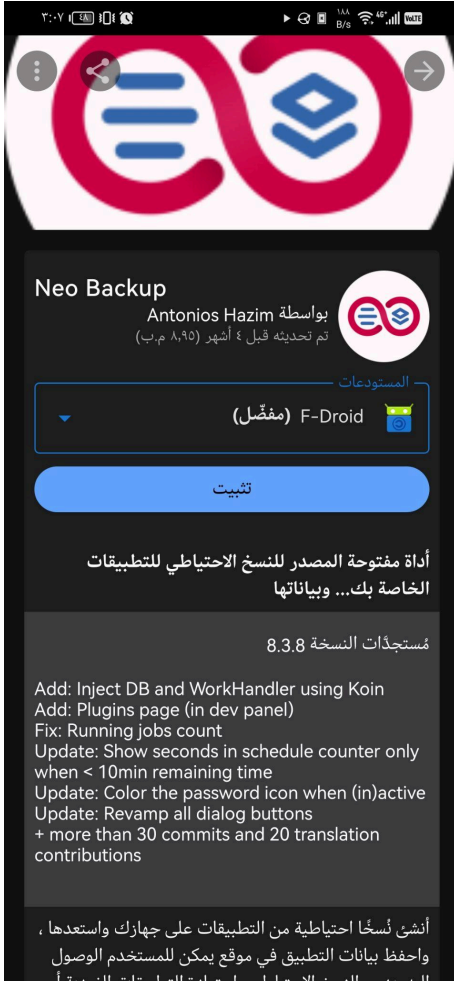 ٣:٠٧ ٤٨
١٨٨ B/s 4G+ VoLTE
Neo Backup
بواسطة Antonios Hazim
تم تحديثه قبل ٤ أشهر (٨,٩٥ م.ب)
المستودعات
F-Droid (مفضّل)
تثبيت
أداة مفتوحة المصدر للنسخ الاحتياطي للتطبيقات
الخاصة بك... وبياناتها
مُستجدَّات النسخة 8.3.8
Add: Inject DB and WorkHandler using Koin
Add: Plugins page (in dev panel)
Fix: Running jobs count
Update: Show seconds in schedule counter only
when < 10min remaining time
Update: Color the password icon when (in)active
Update: Revamp all dialog buttons
+ more than 30 commits and 20 translation
contributions
أنشئ نُسخًا احتياطية من التطبيقات على جهازك واستعدها ،
واحفظ بيانات التطبيق في موقع يمكن للمستخدم الوصول